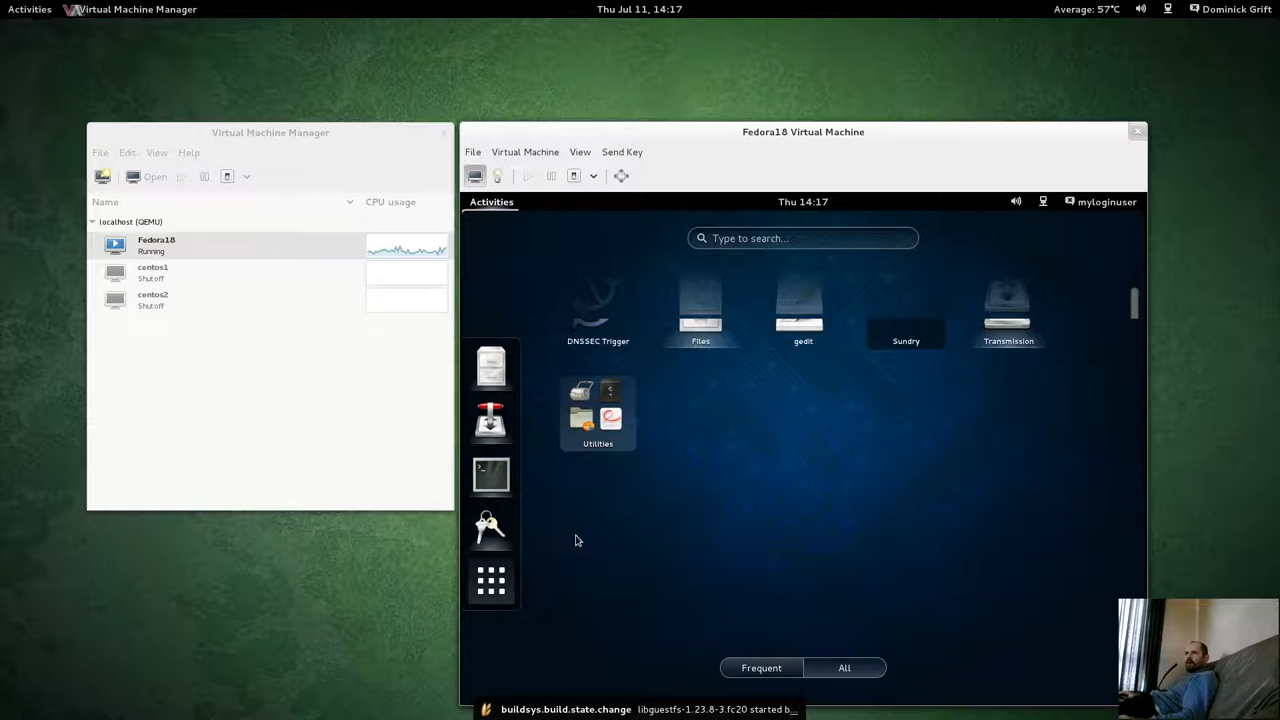 Activities Virtual Machine Manager Thu Jul 11, 14:17 Average: 57°C Dominick Grift
Virtual Machine Manager
File Edit View Help
Open
Name CPU usage
localhost (QEMU)
Fedora18
Running
centos1
Shutoff
centos2
Shutoff
Fedora18 Virtual Machine
File Virtual Machine View Send Key
Activities Thu 14:17 myloginuser
Type to search...
DNSSEC Trigger Files gedit Sundry Transmission
Utilities
Frequent All
buildsys.build.state.change libguestfs-1.23.8-3.fc20 started b...